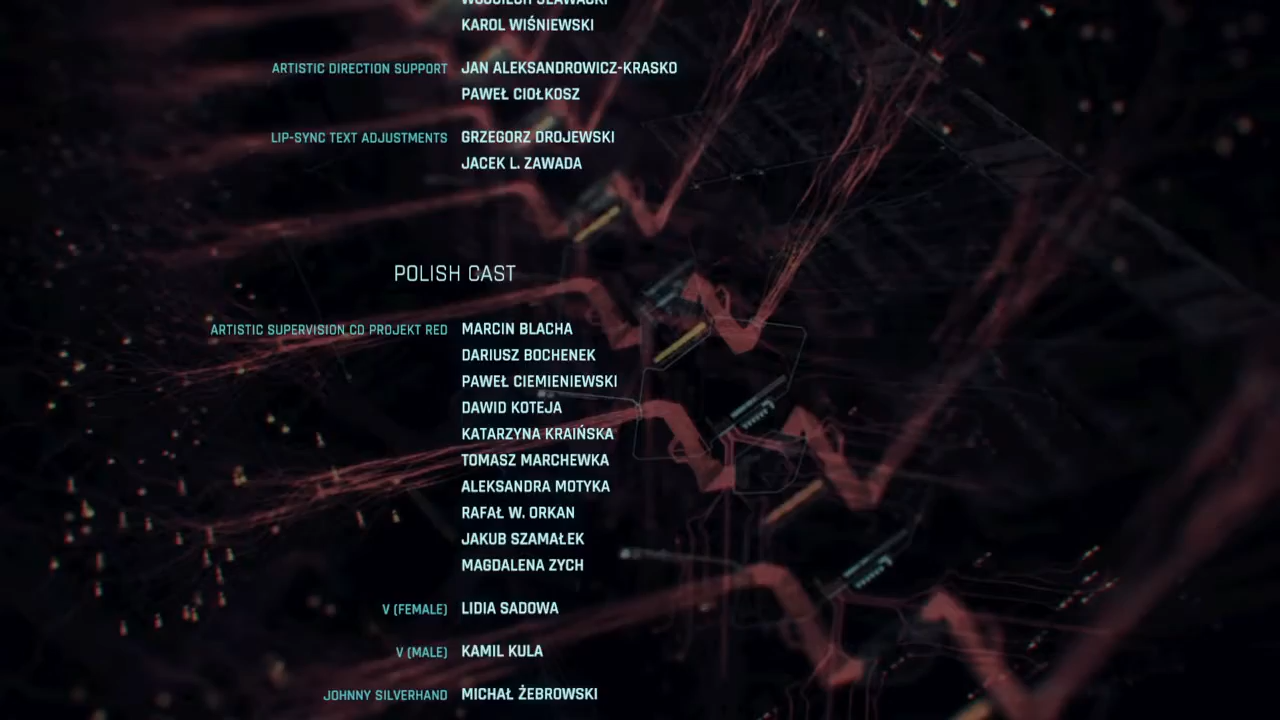 KAROL WIŚNIEWSKI
ARTISTIC DIRECTION SUPPORT JAN ALEKSANDROWICZ-KRASKO
PAWEŁ CIOŁKOSZ
LIP-SYNC TEXT ADJUSTMENTS GRZEGORZ DROJEWSKI
JACEK L. ZAWADA
POLISH CAST
ARTISTIC SUPERVISION CD PROJEKT RED MARCIN BLACHA
DARIUSZ BOCHENEK
PAWEŁ CIEMIENIEWSKI
DAWID KOTEJA
KATARZYNA KRAIŃSKA
TOMASZ MARCHEWKA
ALEKSANDRA MOTYKA
RAFAŁ W. ORKAN
JAKUB SZAMAŁEK
MAGDALENA ZYCH
V (FEMALE) LIDIA SADOWA
V (MALE) KAMIL KULA
JOHNNY SILVERHAND MICHAŁ ŻEBROWSKI